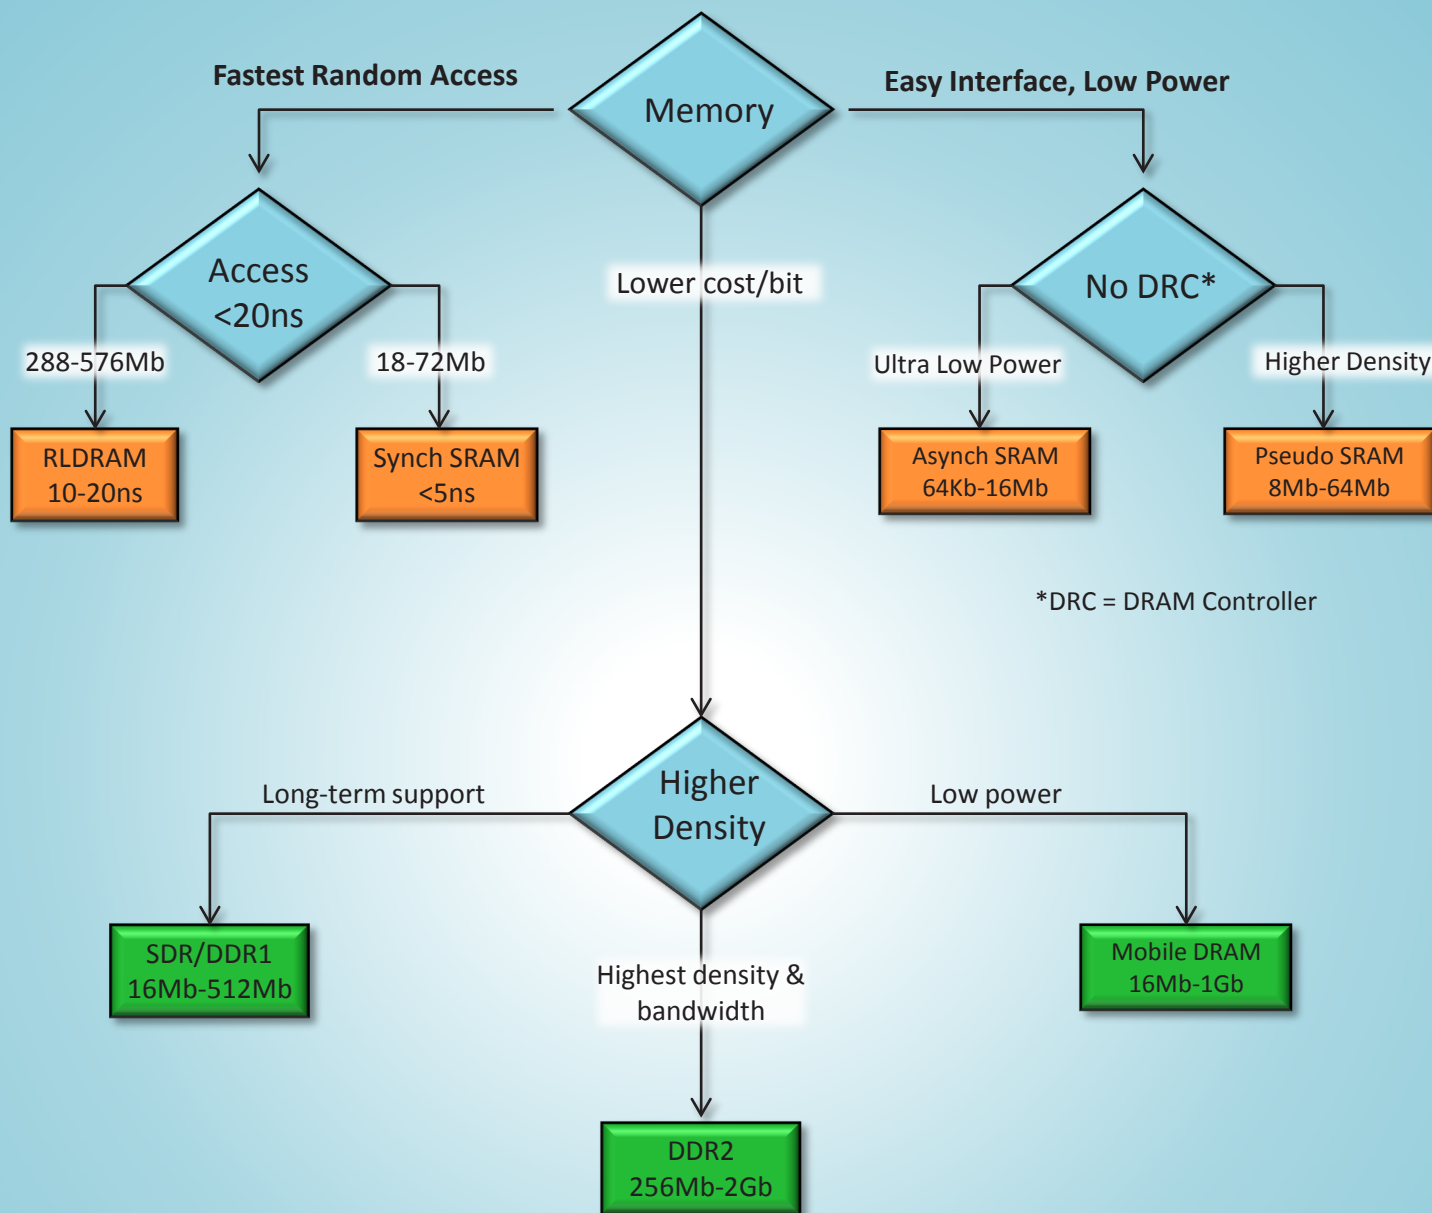 Fastest Random Access
Memory
Easy Interface, Low Power
Access
<20ns
Lower cost/bit
No DRC*
288-576Mb
18-72Mb
Ultra Low Power
Higher Density
RLDRAM
10-20ns
Synch SRAM
<5ns
Asynch SRAM
64Kb-16Mb
Pseudo SRAM
8Mb-64Mb
*DRC = DRAM Controller
Higher
Density
Long-term support
Low power
SDR/DDR1
16Mb-512Mb
Highest density &
bandwidth
Mobile DRAM
16Mb-1Gb
DDR2
256Mb-2Gb